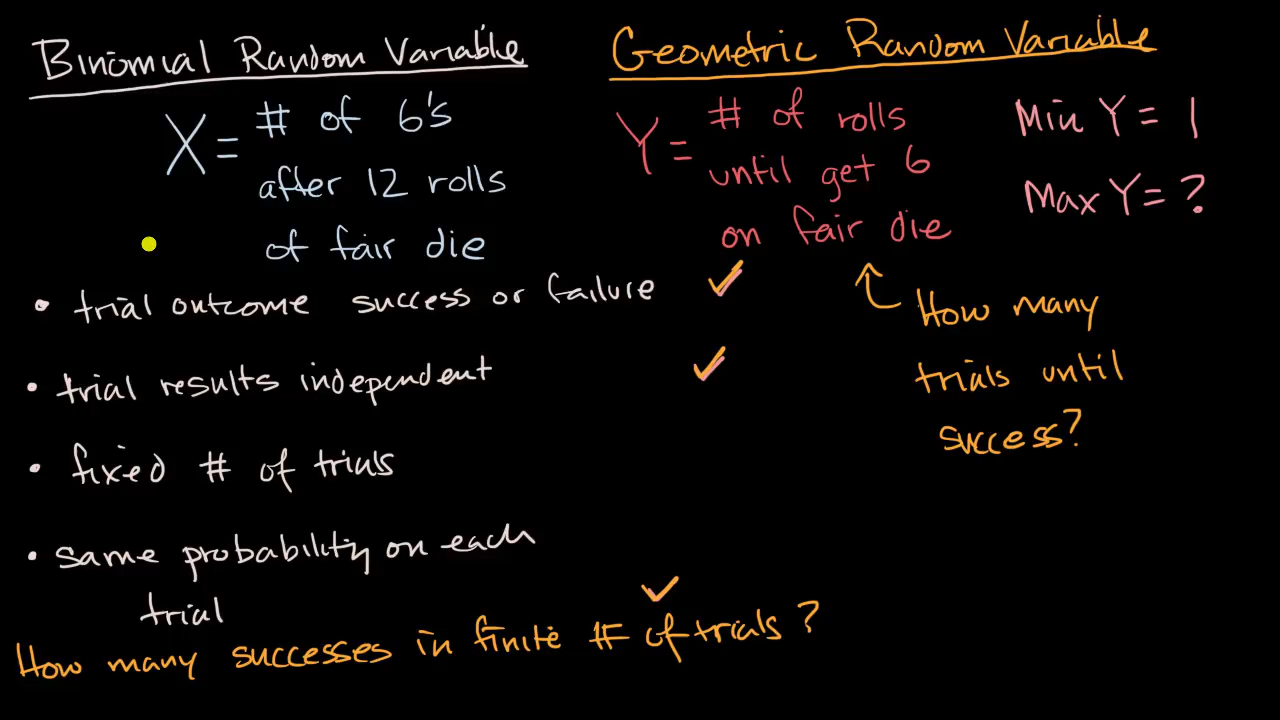 Binomial Random Variable
X = # of 6's
after 12 rolls
of fair die
Geometric Random Variable
Y = # of rolls
until get 6
on fair die
Min Y = 1
Max Y = ?
How many
trials until
success?
• trial outcome success or failure ✓
• trial results independent ✓
• fixed # of trials
• same probability on each ✓
trial
How many successes in finite # of trials?